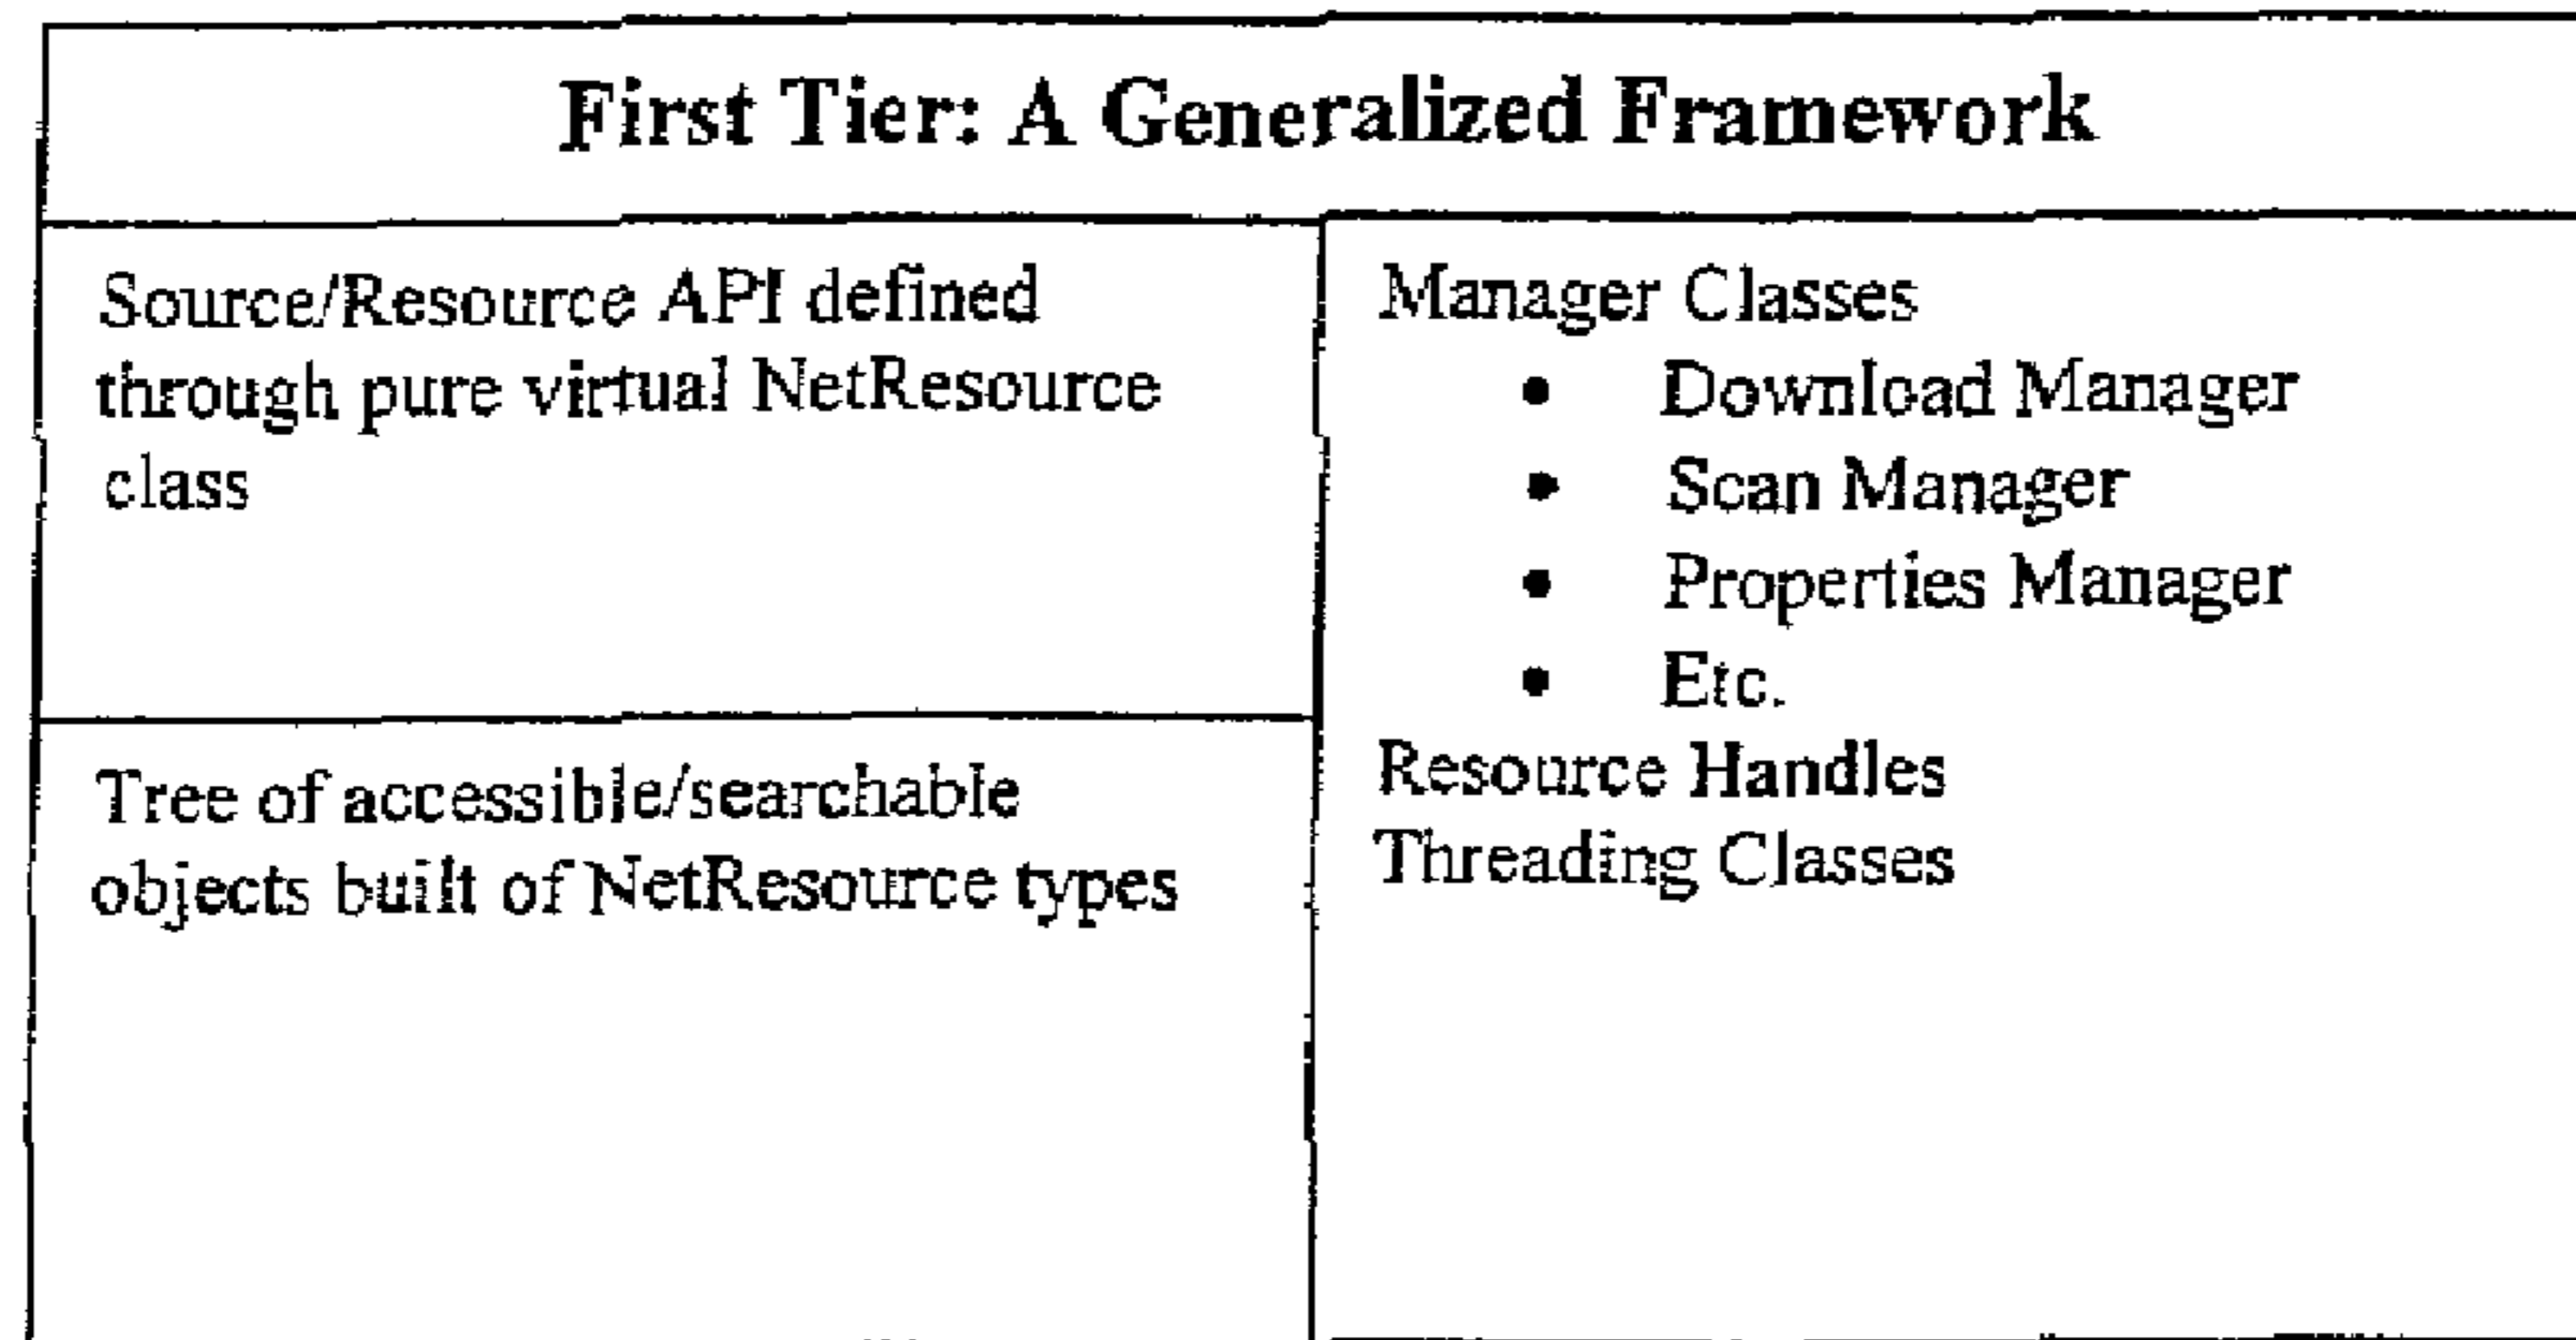 First Tier: A Generalized Framework
Source/Resource API defined
through pure virtual NetResource
class
Tree of accessible/searchable
objects built of NetResource types
Manager Classes
• Download Manager
• Scan Manager
• Properties Manager
• Etc.
Resource Handles
Threading Classes